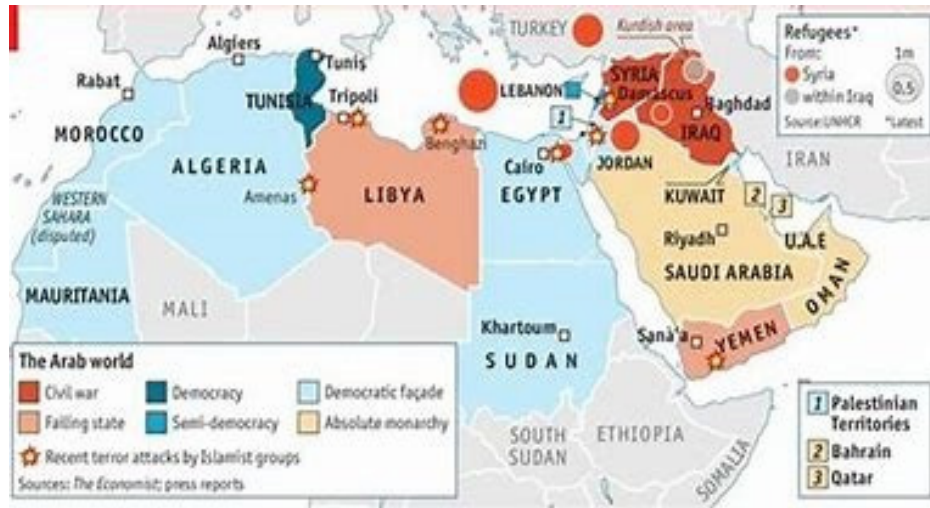 TURKEY
Kurdish area
Refugees*
From:
1m
Syria
0.5
within Iraq
Source:UNHCR *Latest
Algiers
Tunis
Rabat
TUNISIA
Tripoli
LEBANON
SYRIA
Damascus
Baghdad
MOROCCO
1
Benghazi
IRAQ
IRAN
ALGERIA
Cairo
JORDAN
Amenas
LIBYA
EGYPT
KUWAIT
2
3
WESTERN
SAHARA
(disputed)
Riyadh
U.A.E
SAUDI ARABIA
OMAN
MAURITANIA
MALI
Khartoum
SUDAN
Sanà'a
YEMEN
The Arab world
Civil war
Democracy
Democratic façade
Failing state
Semi-democracy
Absolute monarchy
Recent terror attacks by Islamist groups
Sources: The Economist; press reports
SOUTH
SUDAN
ETHIOPIA
SOMALIA
1 Palestinian
Territories
2 Bahrain
3 Qatar